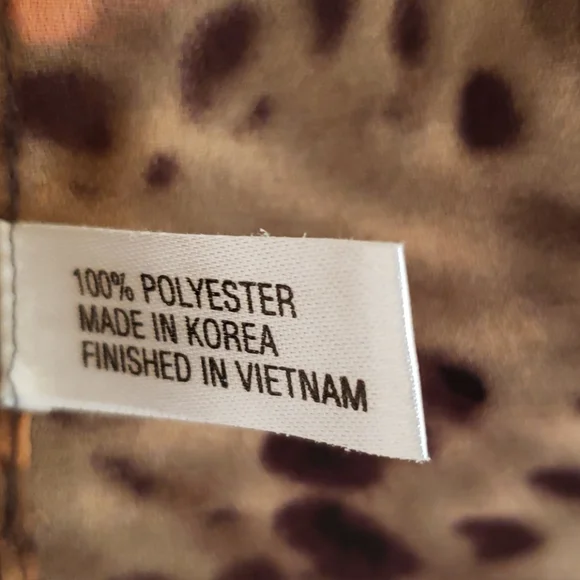 100% POLYESTER
MADE IN KOREA
FINISHED IN VIETNAM